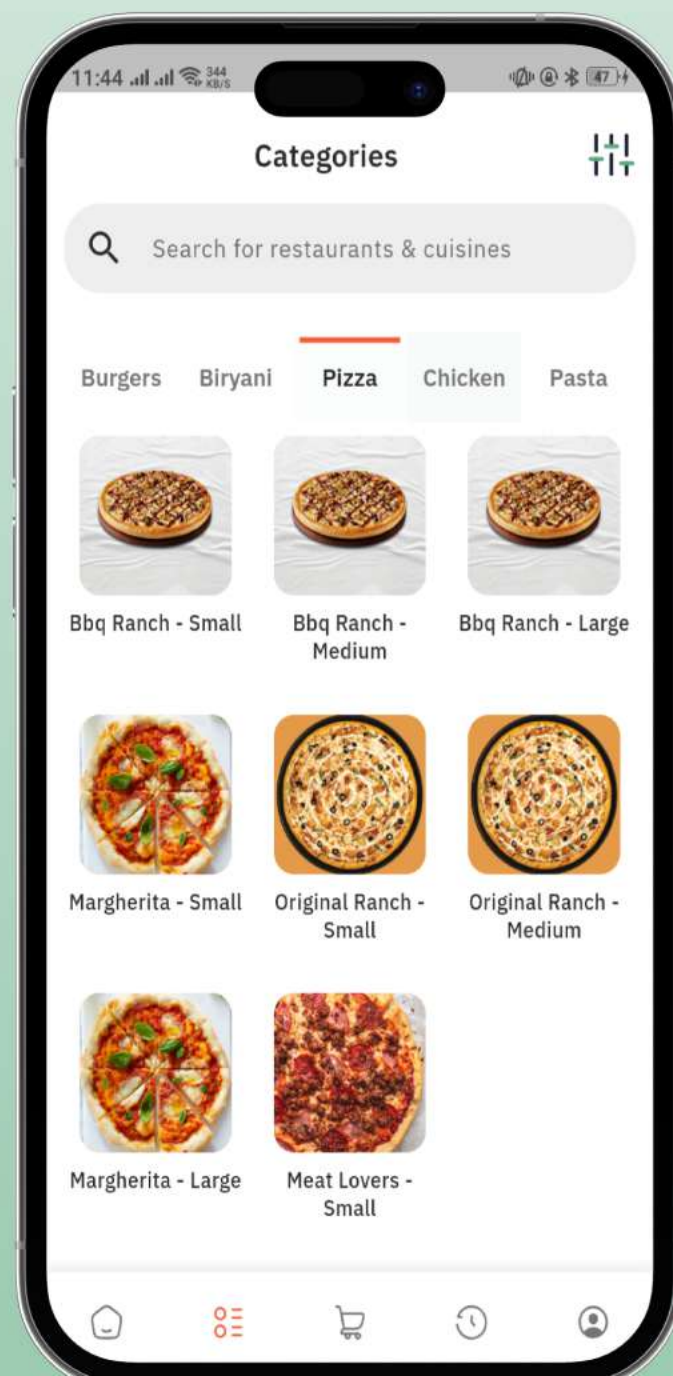 11:44 344 KB/S 47
Categories
Search for restaurants & cuisines
Burgers Biryani Pizza Chicken Pasta
Bbq Ranch - Small Bbq Ranch - Bbq Ranch - Large
Medium
Margherita - Small Original Ranch - Original Ranch -
Small Medium
Margherita - Large Meat Lovers -
Small